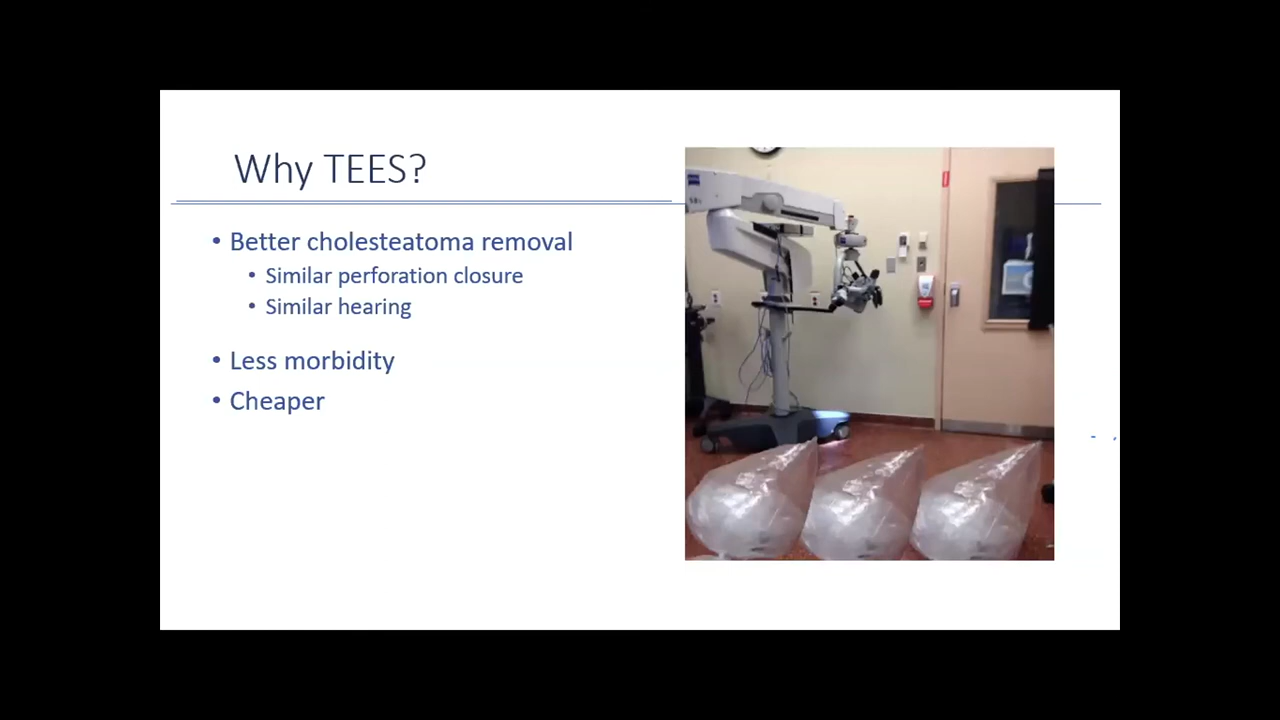 Why TEES?
• Better cholesteatoma removal
• Similar perforation closure
• Similar hearing
• Less morbidity
• Cheaper